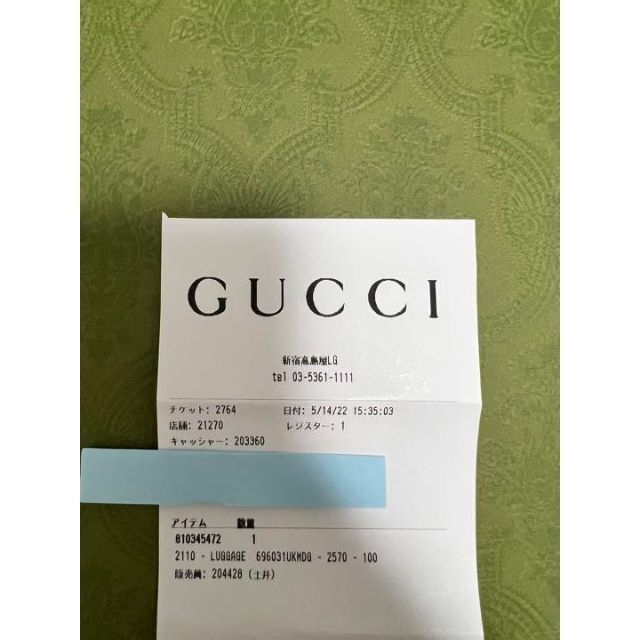 GUCCI
新宿高島屋LG
tel 03-5361-1111
チケット: 2764 日付: 5/14/22 15:35:03
店舗: 21270 レジスター: 1
キャッシャー: 203360
アイテム 数量
810345472 1
2110 - LUGGAGE 696031UKMDG - 2570 - 100
販売員: 204428 (土井)